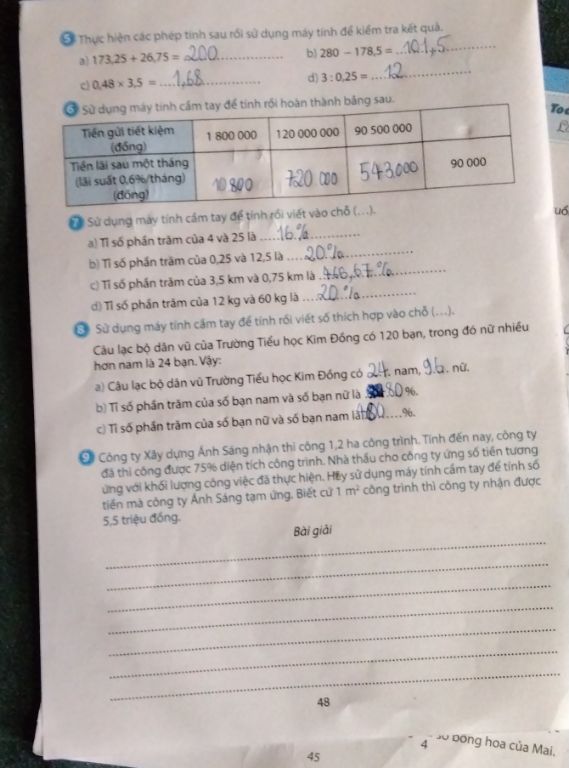 5 Thực hiện các phép tính sau rồi sử dụng máy tính để kiểm tra kết quả.
a) 173,25 + 26,75 = 200 b) 280 – 178,5 = 101,5
c) 0,48 × 3,5 = 1,68 d) 3 : 0,25 = 12
6 Sử dụng máy tính cầm tay để tính rồi hoàn thành bảng sau.
Tiền gửi tiết kiệm (đồng) 1 800 000 120 000 000 90 500 000
Tiền lãi sau một tháng (lãi suất 0,6%/tháng) (đồng) 10 800 720 000 543.000 90 000
7 Sử dụng máy tính cầm tay để tính rồi viết vào chỗ (...).
a) Tỉ số phần trăm của 4 và 25 là 16%
b) Tỉ số phần trăm của 0,25 và 12,5 là 20%
c) Tỉ số phần trăm của 3,5 km và 0,75 km là 466,67%
d) Tỉ số phần trăm của 12 kg và 60 kg là 20%
8 Sử dụng máy tính cầm tay để tính rồi viết số thích hợp vào chỗ (...).
Câu lạc bộ dân vũ của Trường Tiểu học Kim Đồng có 120 bạn, trong đó nữ nhiều
hơn nam là 24 bạn. Vậy:
a) Câu lạc bộ dân vũ Trường Tiểu học Kim Đồng có 24 nam, 96 nữ.
b) Tỉ số phần trăm của số bạn nam và số bạn nữ là 80%.
c) Tỉ số phần trăm của số bạn nữ và số bạn nam là %.
9 Công ty Xây dựng Ánh Sáng nhận thi công 1,2 ha công trình. Tính đến nay, công ty
đã thi công được 75% diện tích công trình. Nhà thầu cho công ty ứng số tiền tương
ứng với khối lượng công việc đã thực hiện. Hãy sử dụng máy tính cầm tay để tính số
tiền mà công ty Ánh Sáng tạm ứng. Biết cứ 1 m² công trình thì công ty nhận được
5,5 triệu đồng.
Bài giải
48
45
4
bông hoa của Mai.